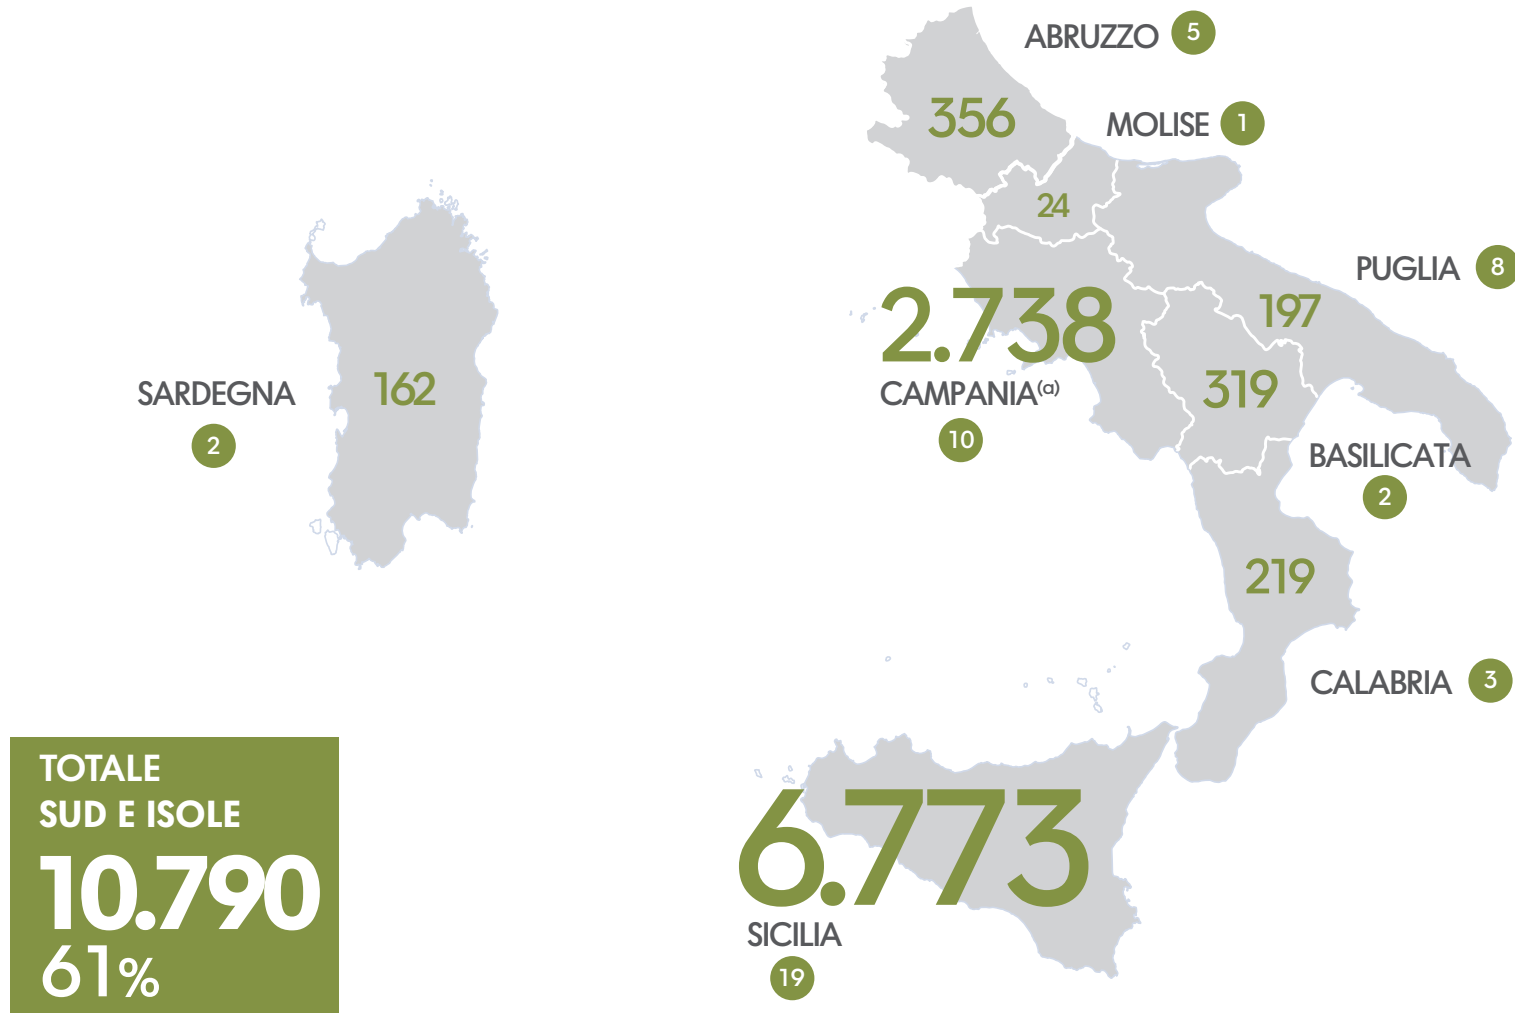 ABRUZZO 5
356
MOLISE 1
24
PUGLIA 8
197
2.738
CAMPANIA(a)
10
319
BASILICATA
2
SARDEGNA
2
162
219
CALABRIA 3
6.773
SICILIA
19
TOTALE
SUD E ISOLE
10.790
61%